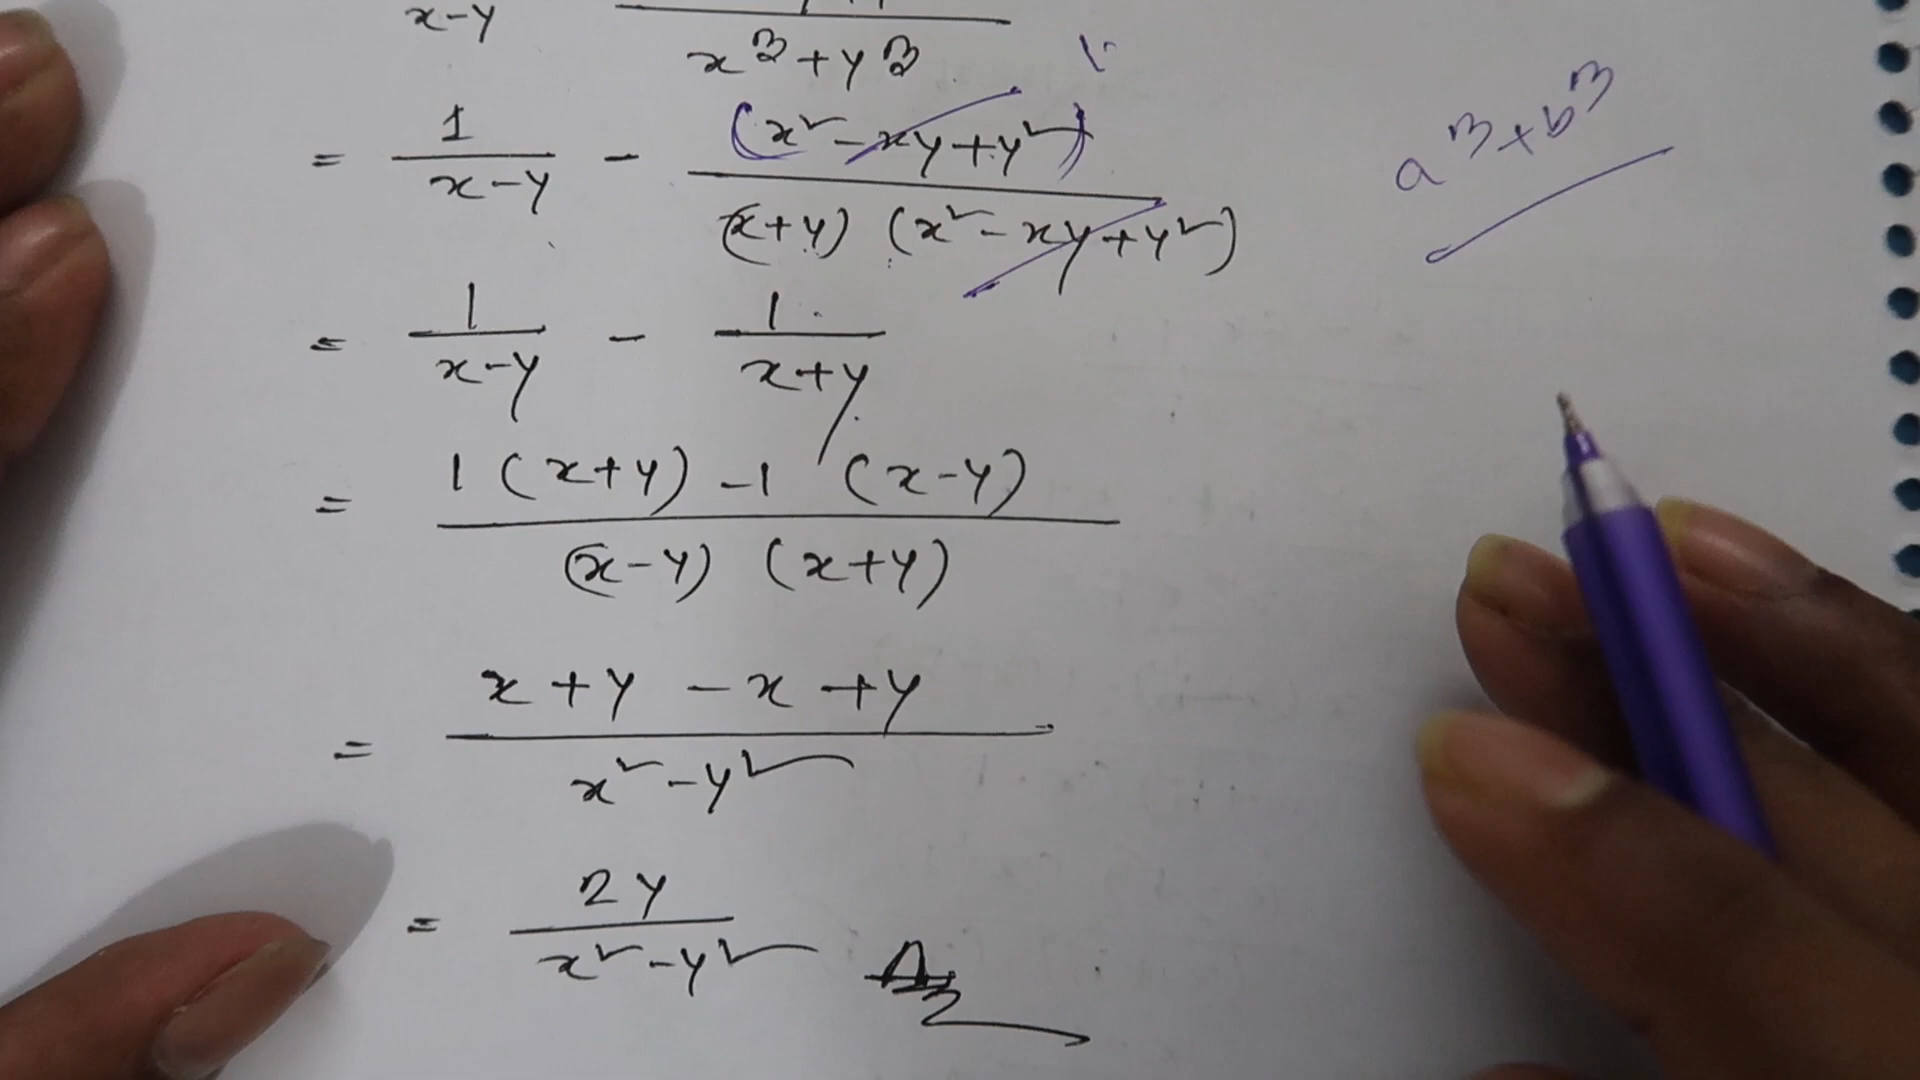 x-y x³+y³
= 1/(x-y) - (x²-xy+y²)/((x+y)(x²-xy+y²))
a³+b³
= 1/(x-y) - 1/(x+y)
= (1(x+y)-1(x-y))/((x-y)(x+y))
= (x+y-x+y)/(x²-y²)
= 2y/(x²-y²)